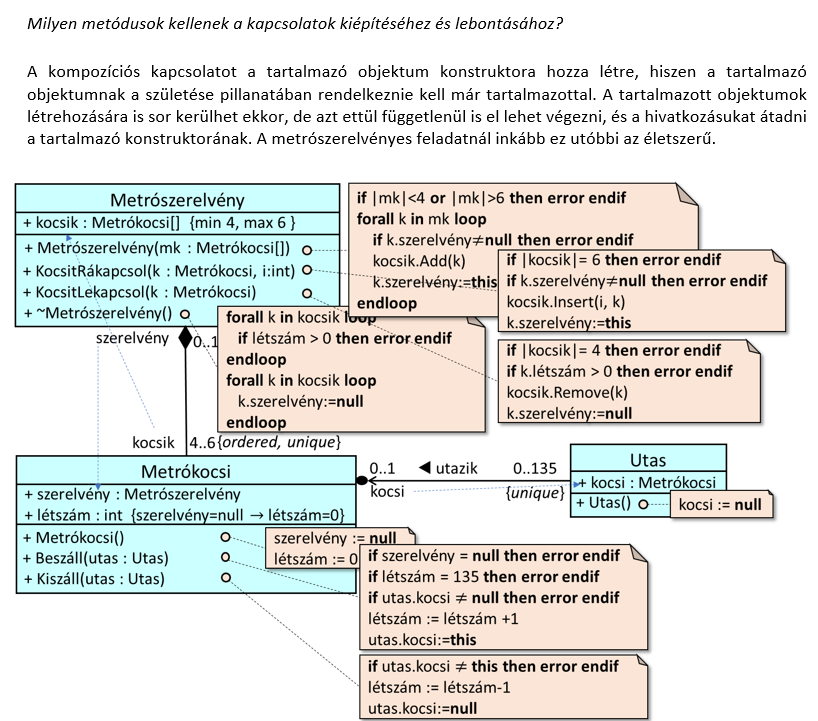 Milyen metódusok kellenek a kapcsolatok kiépítéséhez és lebontásához?
A kompozíciós kapcsolatot a tartalmazó objektum konstruktora hozza létre, hiszen a tartalmazó
objektumnak a születése pillanatában rendelkeznie kell már tartalmazottal. A tartalmazott objektumok
létrehozására is sor kerülhet ekkor, de azt ettül függetlenül is el lehet végezni, és a hivatkozásukat átadni
a tartalmazó konstruktorának. A metrószerelvényes feladatnál inkább ez utóbbi az életszerű.
Metrószerelvény
+ kocsik : Metrókocsi[] {min 4, max 6 }
+ Metrószerelvény(mk : Metrókocsi[])
+ KocsitRákapcsol(k : Metrókocsi, i:int)
+ KocsitLekapcsol(k : Metrókocsi)
+ ~Metrószerelvény()
if |mk|<4 or |mk|>6 then error endif
forall k in mk loop
if k.szerelvény≠null then error endif
kocsik.Add(k)
k.szerelvény:=this
endloop
if |kocsik|= 6 then error endif
if k.szerelvény≠null then error endif
kocsik.Insert(i, k)
k.szerelvény:=this
forall k in kocsik loop
if létszám > 0 then error endif
endloop
forall k in kocsik loop
k.szerelvény:=null
endloop
if |kocsik|= 4 then error endif
if k.létszám > 0 then error endif
kocsik.Remove(k)
k.szerelvény:=null
szerelvény
0..1
kocsik
4..6
{ordered, unique}
Metrókocsi
+ szerelvény : Metrószerelvény
+ létszám : int {szerelvény=null → létszám=0}
+ Metrókocsi()
+ Beszáll(utas : Utas)
+ Kiszáll(utas : Utas)
0..1
◄ utazik
0..135
kocsi
{unique}
Utas
+ kocsi : Metrókocsi
+ Utas()
kocsi := null
szerelvény := null
létszám := 0
if szerelvény = null then error endif
if létszám = 135 then error endif
if utas.kocsi ≠ null then error endif
létszám := létszám +1
utas.kocsi:=this
if utas.kocsi ≠ this then error endif
létszám := létszám-1
utas.kocsi:=null